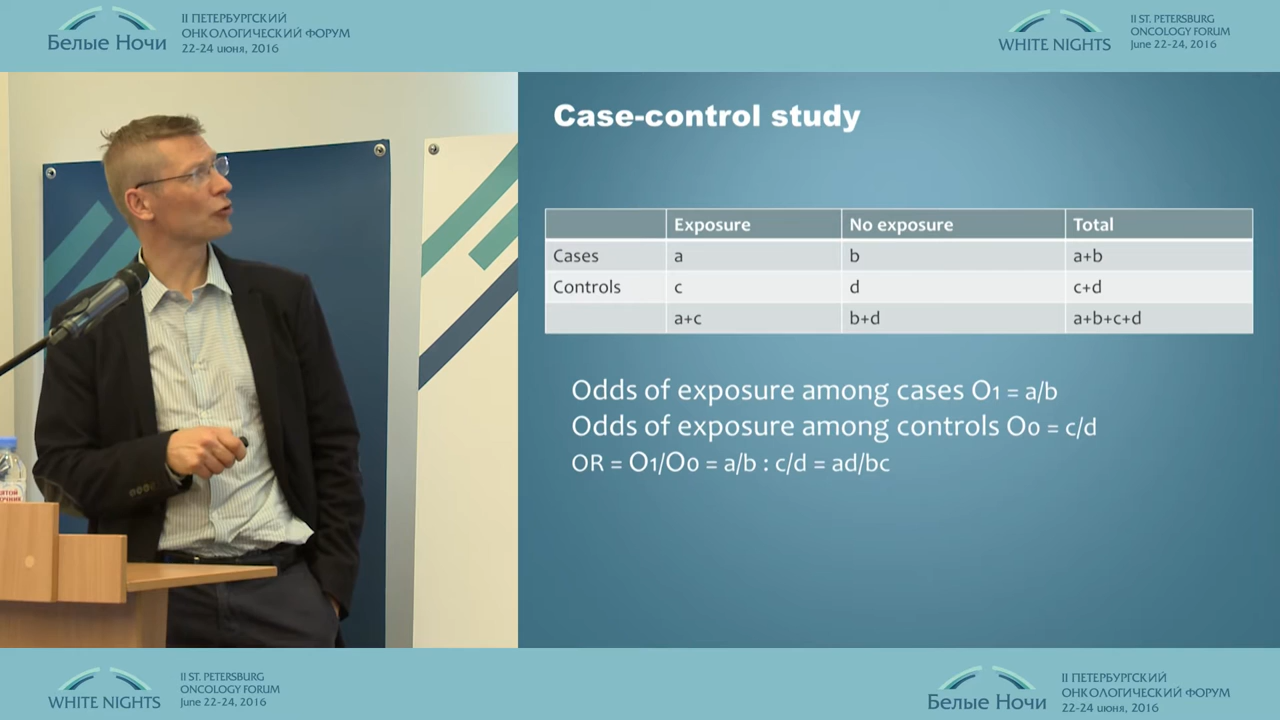 II ПЕТЕРБУРГСКИЙ
ОНКОЛОГИЧЕСКИЙ ФОРУМ
22-24 июня, 2016
Белые Ночи
II ST. PETERSBURG
ONCOLOGY FORUM
June 22-24, 2016
WHITE NIGHTS
Case-control study
Exposure No exposure Total
Cases a b a+b
Controls c d c+d
a+c b+d a+b+c+d
Odds of exposure among cases O1 = a/b
Odds of exposure among controls O0 = c/d
OR = O1/O0 = a/b : c/d = ad/bc
II ST. PETERSBURG
ONCOLOGY FORUM
June 22-24, 2016
WHITE NIGHTS
II ПЕТЕРБУРГСКИЙ
ОНКОЛОГИЧЕСКИЙ ФОРУМ
22-24 июня, 2016
Белые Ночи